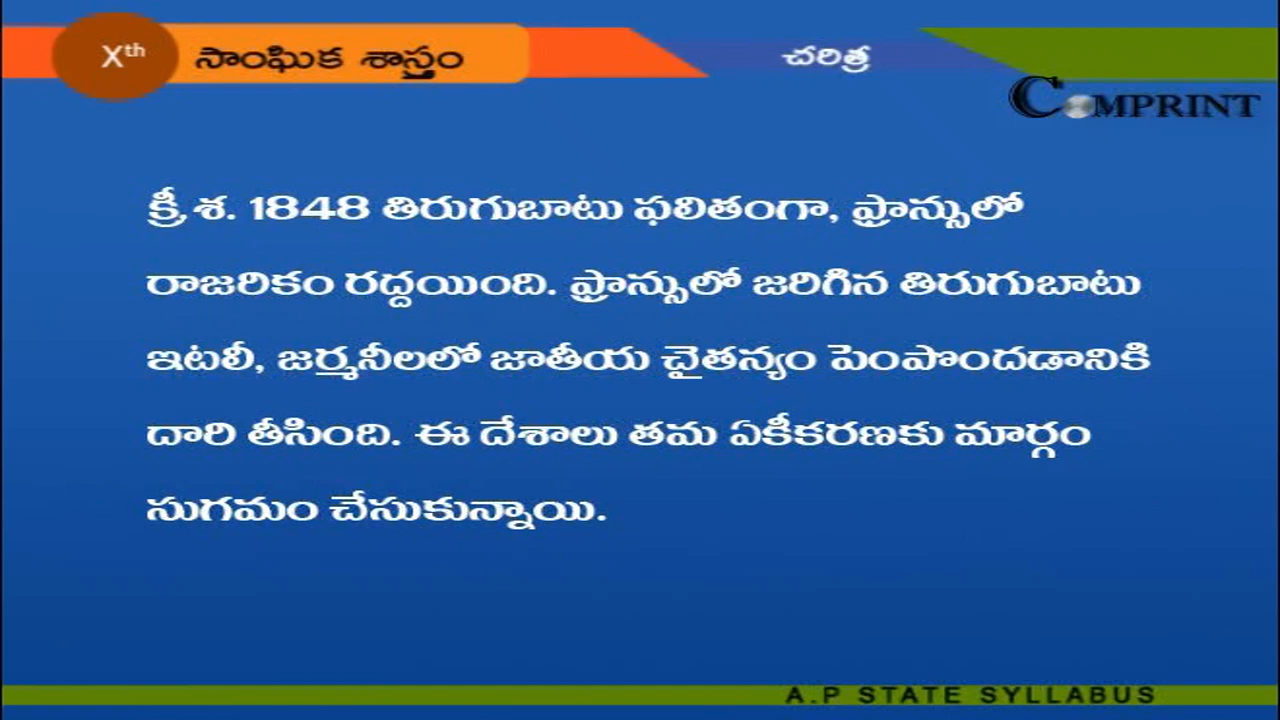 Xth సాంఘిక శాస్త్రం
చరిత్ర
COMPRINT
క్రీ.శ. 1848 తిరుగుబాటు ఫలితంగా, ఫ్రాన్సులో
రాజరికం రద్దయింది. ఫ్రాన్సులో జరిగిన తిరుగుబాటు
ఇటలీ, జర్మనీలలో జాతీయ చైతన్యం పెంపొందడానికి
దారి తీసింది. ఈ దేశాలు తమ ఏకీకరణకు మార్గం
సుగమం చేసుకున్నాయి.
A.P STATE SYLLABUS